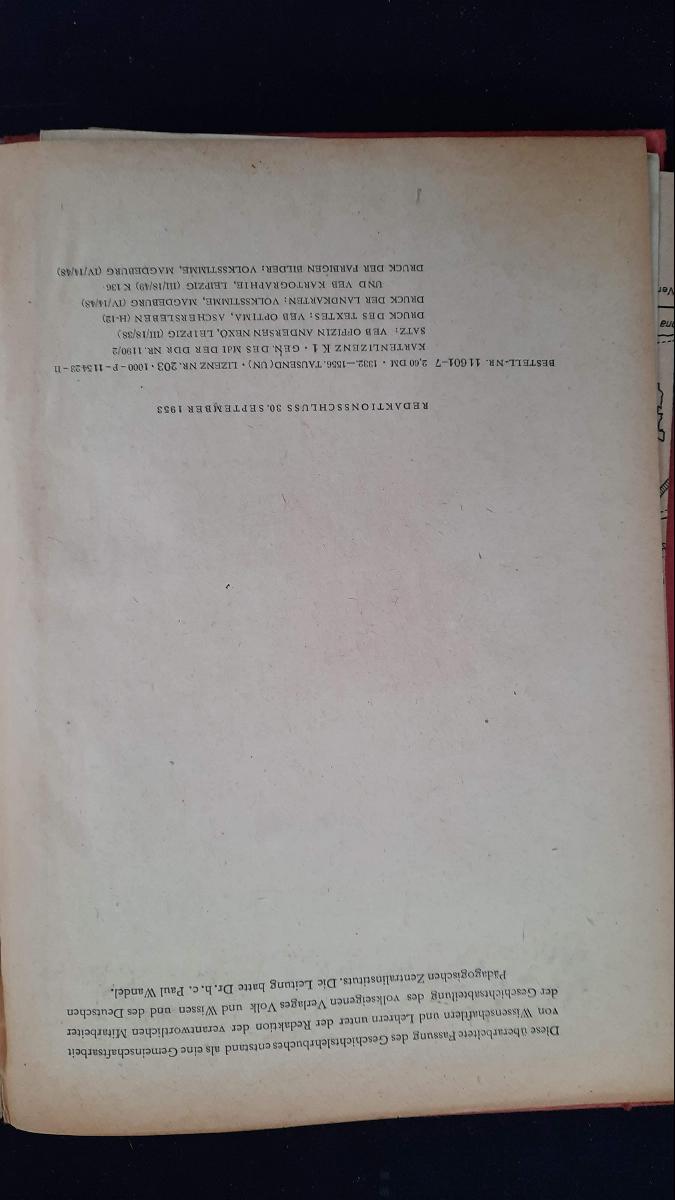 Diese überarbeitete Fassung des Geschichtslehrbuches entstand als eine Gemeinschaftsarbeit
von Wissenschaftlern und Lehrern unter der Redaktion der verantwortlichen Mitarbeiter
der Geschichtsabteilung des volkseigenen Verlages Volk und Wissen und des Deutschen
Pädagogischen Zentralinstituts. Die Leitung hatte Dr. h. c. Paul Wandel.
REDAKTIONSSCHLUSS 30. SEPTEMBER 1953
BESTELL-NR. 11 601-7 2,60 DM · 1332.—1556. TAUSEND (UN) · LIZENZ NR. 203 · 1000 – P – 115423 – II
KARTENLIZENZ K 1 · GEN. DES MdI DER DDR NR. 1190/2
SATZ: VEB OFFIZIN ANDERSEN NEXÖ, LEIPZIG (III/18/38)
DRUCK DES TEXTES: VEB OPTIMA, ASCHERSLEBEN (H-12)
DRUCK DER LANDKARTEN: VOLKSSTIMME, MAGDEBURG (IV/14/48)
UND VEB KARTOGRAPHIE, LEIPZIG (III/18/49) K 136
DRUCK DER FARBIGEN BILDER: VOLKSSTIMME, MAGDEBURG (IV/14/48)